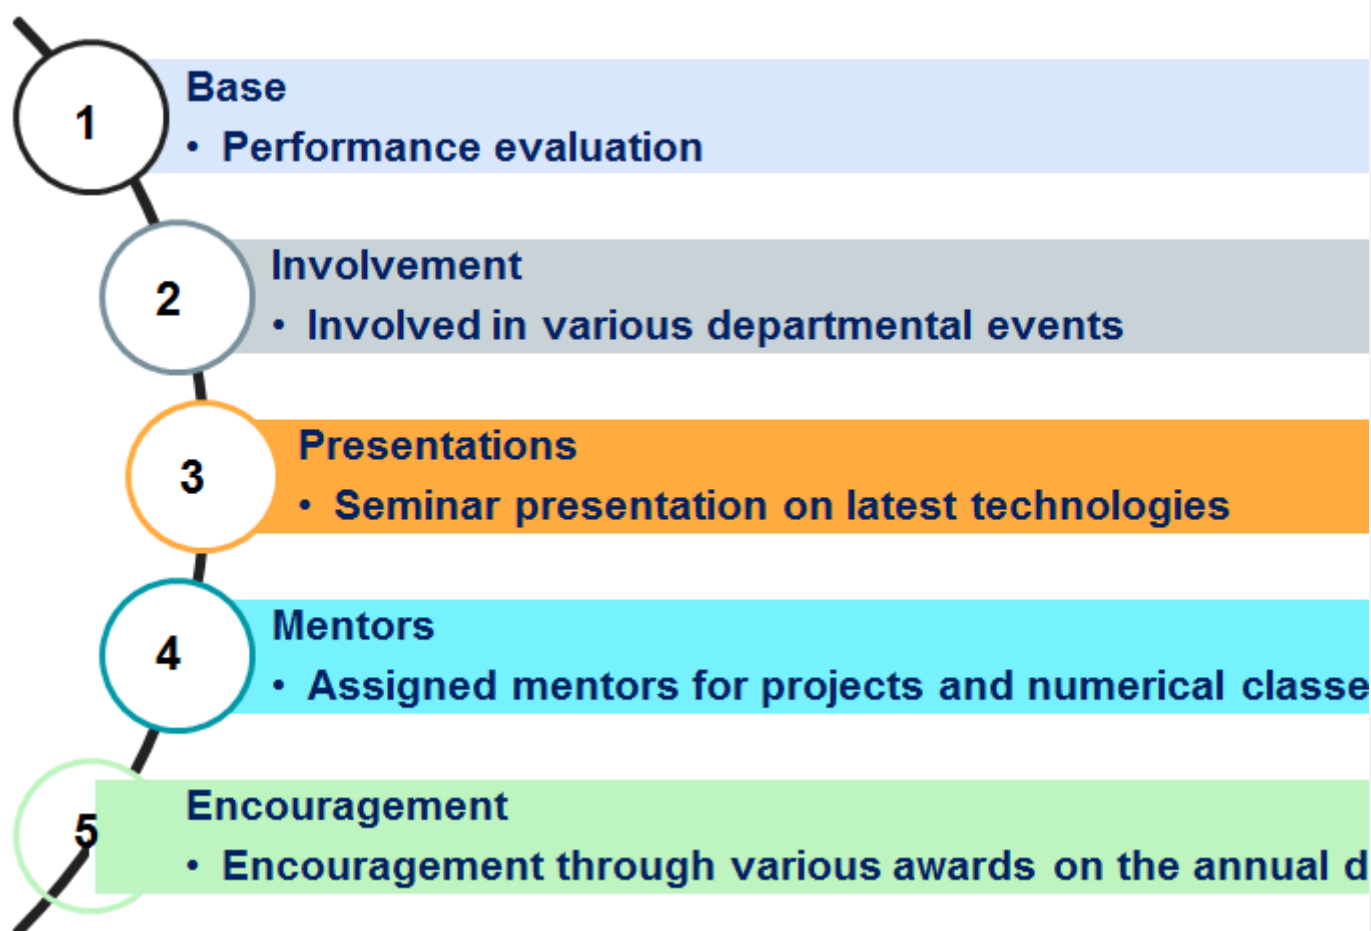 1
Base
• Performance evaluation
2
Involvement
• Involved in various departmental events
3
Presentations
• Seminar presentation on latest technologies
4
Mentors
• Assigned mentors for projects and numerical classe
5
Encouragement
• Encouragement through various awards on the annual d